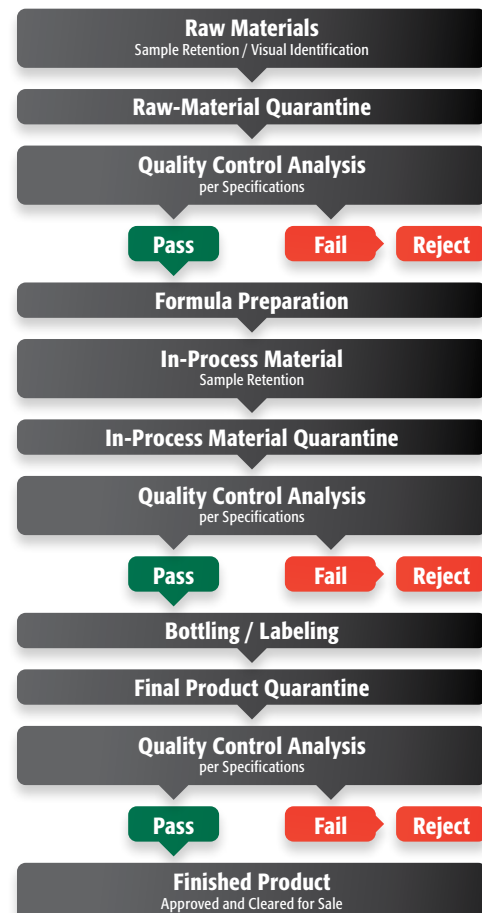 Raw Materials
Sample Retention / Visual Identification
Raw-Material Quarantine
Quality Control Analysis
per Specifications
Pass Fail Reject
Formula Preparation
In-Process Material
Sample Retention
In-Process Material Quarantine
Quality Control Analysis
per Specifications
Pass Fail Reject
Bottling / Labeling
Final Product Quarantine
Quality Control Analysis
per Specifications
Pass Fail Reject
Finished Product
Approved and Cleared for Sale